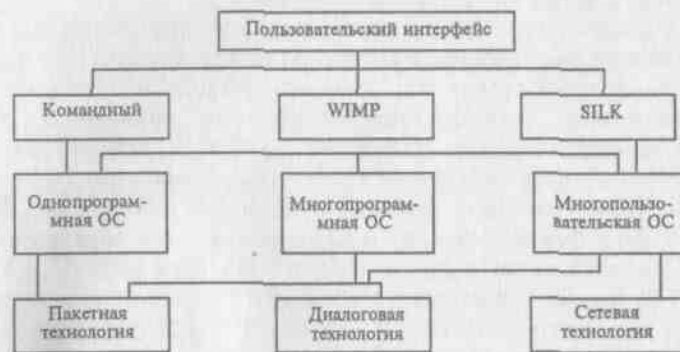 Пользовательский интерфейс
Командный
WIMP
SILK
Однопрограм-
мная ОС
Многопрограм-
мная ОС
Многопользо-
вательская ОС
Пакетная
технология
Диалоговая
технология
Сетевая
технология